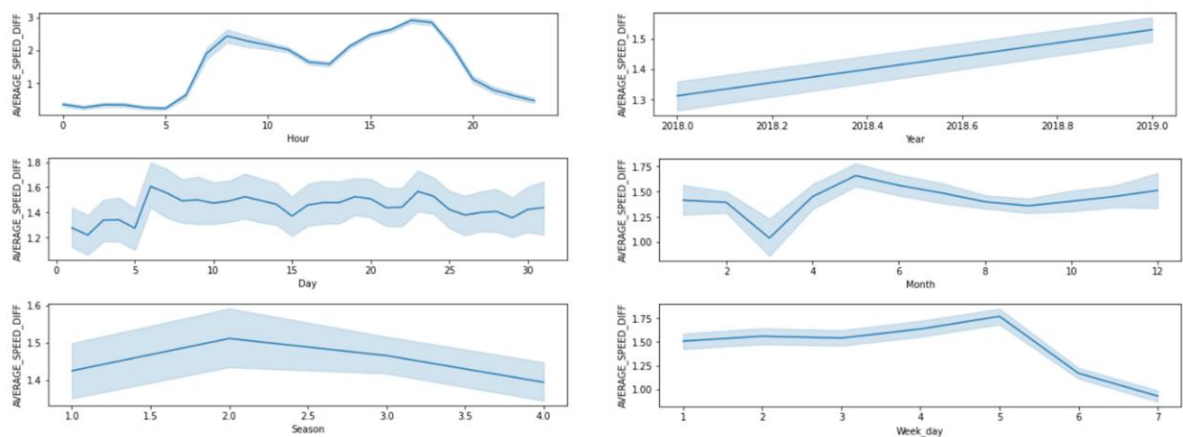 AVERAGE_SPEED_DIFF
3
2
1
0 5 10 15 20
Hour
AVERAGE_SPEED_DIFF
1.5
1.4
1.3
2018.0 2018.2 2018.4 2018.6 2018.8 2019.0
Year
AVERAGE_SPEED_DIFF
1.8
1.6
1.4
1.2
0 5 10 15 20 25 30
Day
AVERAGE_SPEED_DIFF
1.75
1.50
1.25
1.00
2 4 6 8 10 12
Month
AVERAGE_SPEED_DIFF
1.6
1.5
1.4
1.0 1.5 2.0 2.5 3.0 3.5 4.0
Season
AVERAGE_SPEED_DIFF
1.75
1.50
1.25
1.00
1 2 3 4 5 6 7
Week_day